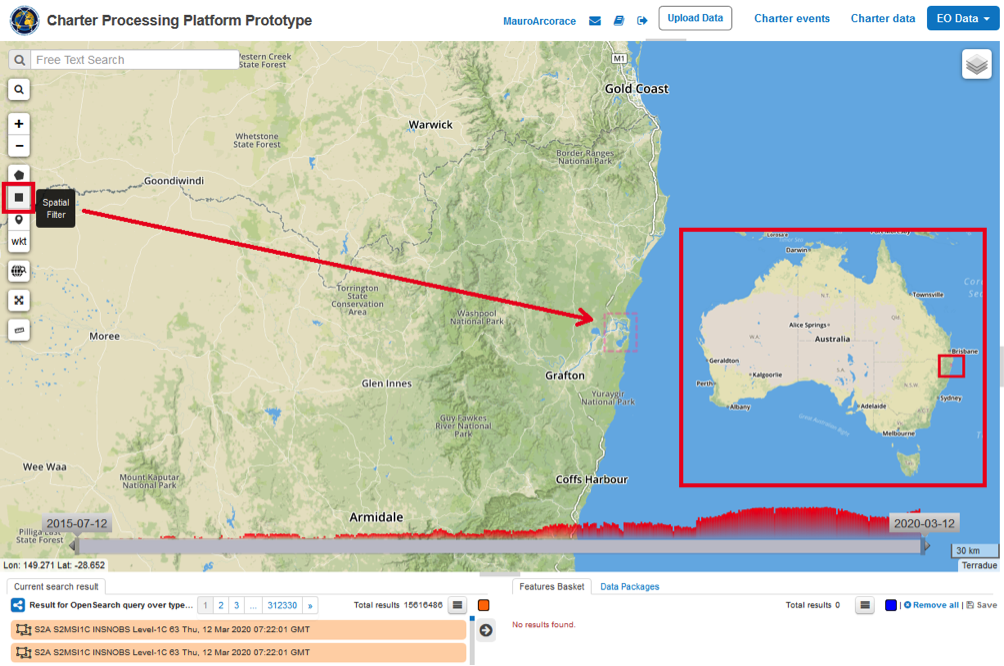 Charter Processing Platform Prototype
MauroArcorace
Upload Data
Charter events
Charter data
EO Data
Free Text Search
Western Creek
State Forest
M1
Gold Coast
Warwick
Whetstone
State Forest
Border Ranges
National Park
Goondiwindi
Spatial
Filter
wkt
Torrington
State
Conservation
Area
Washpool
National Park
Moree
Glen Innes
Grafton
Yuraygir
National Park
Guy Fawkes
River National
Park
Wee Waa
Mount Kaputar
National Park
Coffs Harbour
Armidale
Darwin
N.T.
Townsville
Alice Springs
Australia
W.A.
Geraldton
Kalgoorlie
S.A.
Brisbane
N.S.W.
Perth
Albany
Adelaide
Sydney
Great Australian Bight
Melbourne
2015-07-12
2020-03-12
Pilliga East
State Forest
30 km
Lon: 149.271 Lat: -28.652
Terradue
Current search result
Features Basket
Data Packages
Result for OpenSearch query over type...
1 2 3 ... 312330 »
Total results 15616486
Total results 0
| Remove all | Save
S2A S2MSI1C INSNOBS Level-1C 63 Thu, 12 Mar 2020 07:22:01 GMT
No results found.
S2A S2MSI1C INSNOBS Level-1C 63 Thu, 12 Mar 2020 07:22:01 GMT